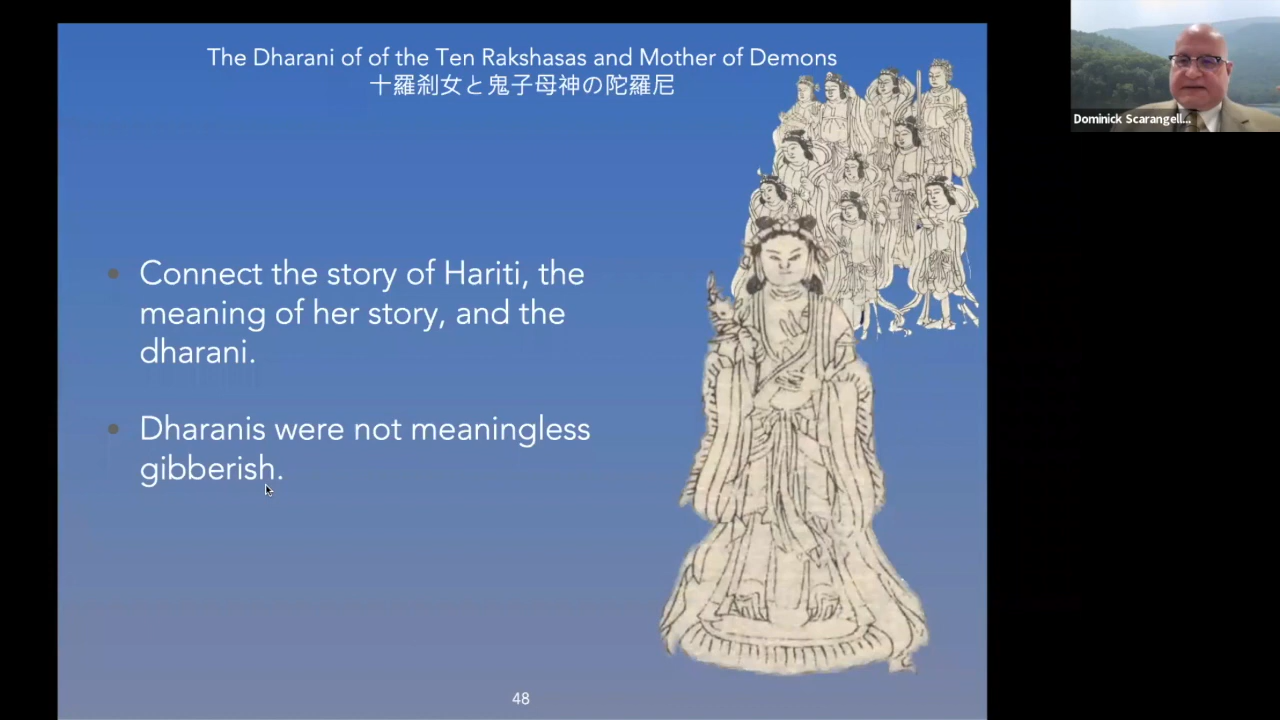 The Dharani of of the Ten Rakshasas and Mother of Demons
十羅刹女と鬼子母神の陀羅尼
Dominick Scarangell...
• Connect the story of Hariti, the
meaning of her story, and the
dharani.
• Dharanis were not meaningless
gibberish.
48